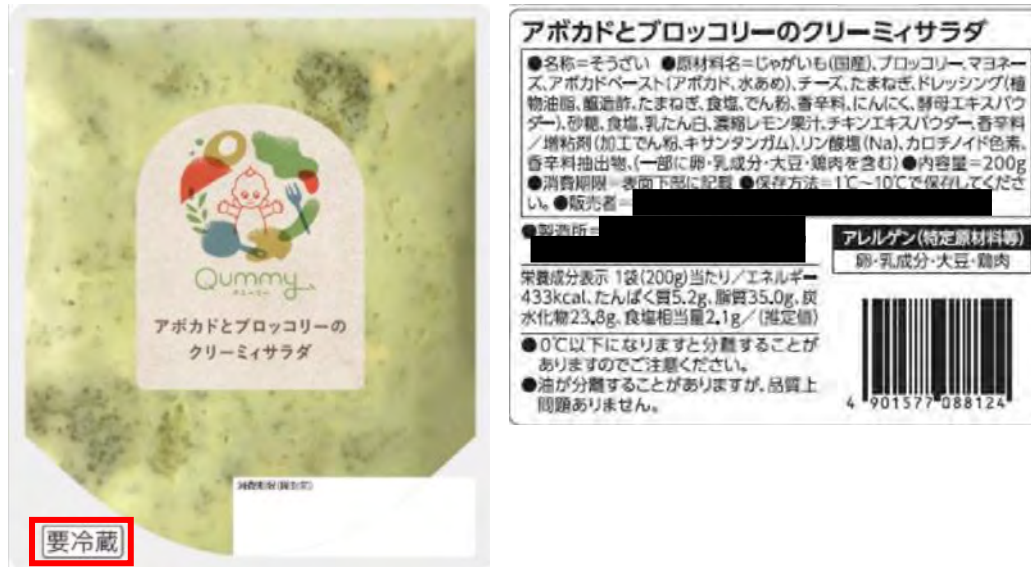 Qummy
キユーミー
アボカドとブロッコリーの
クリーミィサラダ
要冷蔵
アボカドとブロッコリーのクリーミィサラダ
●名称=そうざい ●原材料名=じゃがいも(国産)、ブロッコリー、マヨネー
ズ、アボカドペースト(アボカド、水あめ)、チーズ、たまねぎ、ドレッシング(植
物油脂、醸造酢、たまねぎ、食塩、でん粉、香辛料、にんにく、酵母エキスパウ
ダー)、砂糖、食塩、乳たん白、濃縮レモン果汁、チキンエキスパウダー、香辛料
/増粘剤(加工でん粉、キサンタンガム)、リン酸塩(Na)、カロチノイド色素、
香辛料抽出物、(一部に卵・乳成分・大豆・鶏肉を含む) ●内容量=200g
●消費期限=表面下部に記載 ●保存方法=1℃~10℃で保存してくださ
い。●販売者=
●製造所=
アレルゲン(特定原材料等)
卵・乳成分・大豆・鶏肉
栄養成分表示 1袋(200g)当たり/エネルギー
433kcal、たんぱく質5.2g、脂質35.0g、炭
水化物23.8g、食塩相当量2.1g/(推定値)
●0℃以下になりますと分離することが
ありますのでご注意ください。
●油が分離することがありますが、品質上
問題ありません。
4 901577 088124